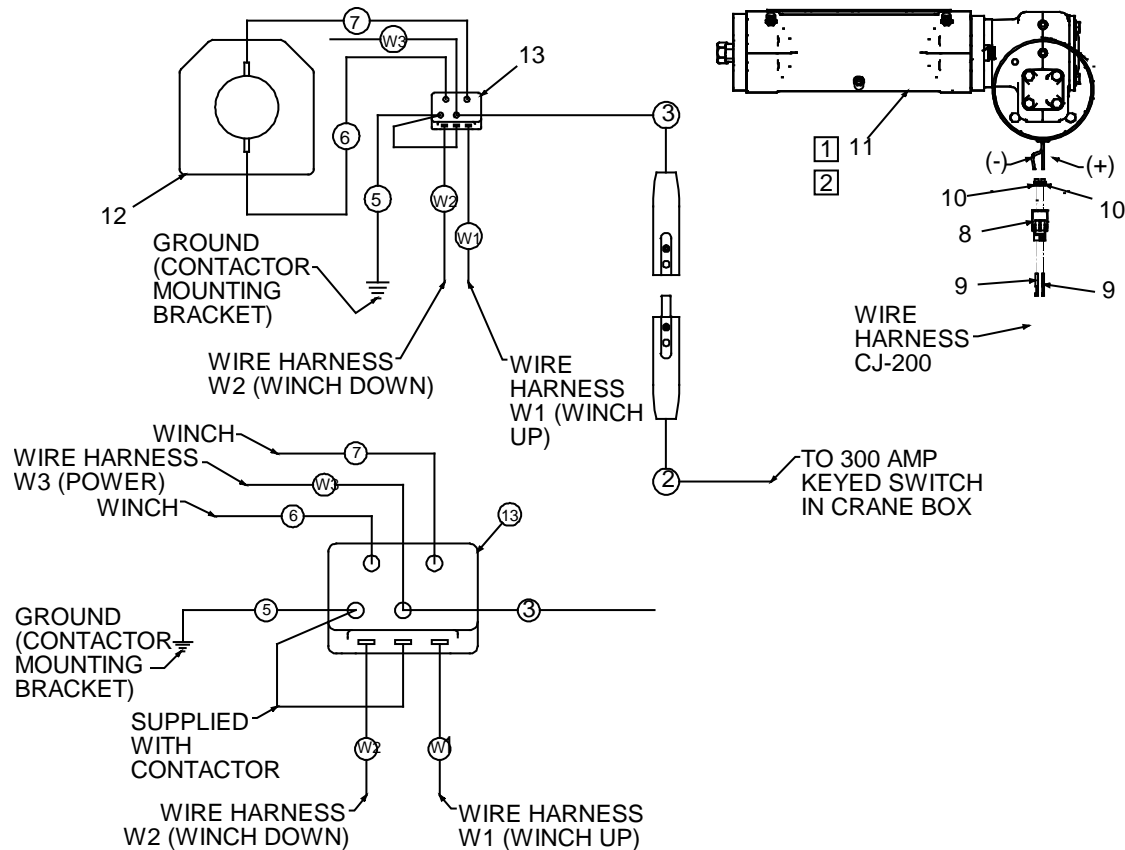 7
W3
13
6
12
5
W2
W1
GROUND
(CONTACTOR
MOUNTING
BRACKET)
WIRE HARNESS
W2 (WINCH DOWN)
WIRE
HARNESS
W1 (WINCH
UP)
3
2
TO 300 AMP
KEYED SWITCH
IN CRANE BOX
1
11
2
(-)
(+)
10
10
8
9
9
WIRE
HARNESS
CJ-200
WINCH
7
WIRE HARNESS
W3 (POWER)
W3
WINCH
6
13
GROUND
(CONTACTOR
MOUNTING
BRACKET)
5
3
SUPPLIED
WITH
CONTACTOR
W2
W1
WIRE HARNESS
W2 (WINCH DOWN)
WIRE HARNESS
W1 (WINCH UP)